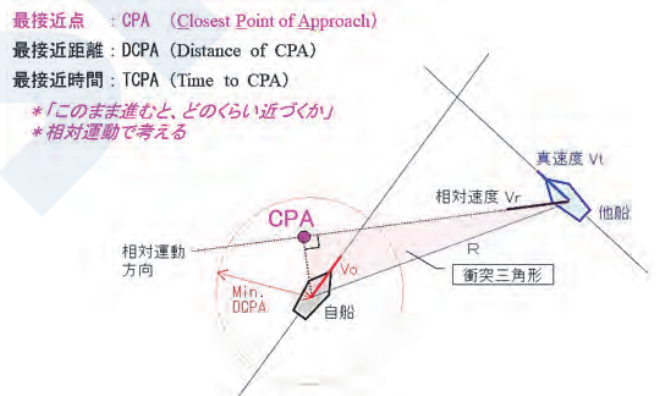 最接近点 : CPA (Closest Point of Approach)
最接近距離 : DCPA (Distance of CPA)
最接近時間 : TCPA (Time to CPA)
*「このまま進むと、どのくらい近づくか」
*相対運動で考える
真速度 Vt
相対速度 Vr
他船
CPA
相対運動
方向
R
Vo
衝突三角形
Min.
DCPA
自船